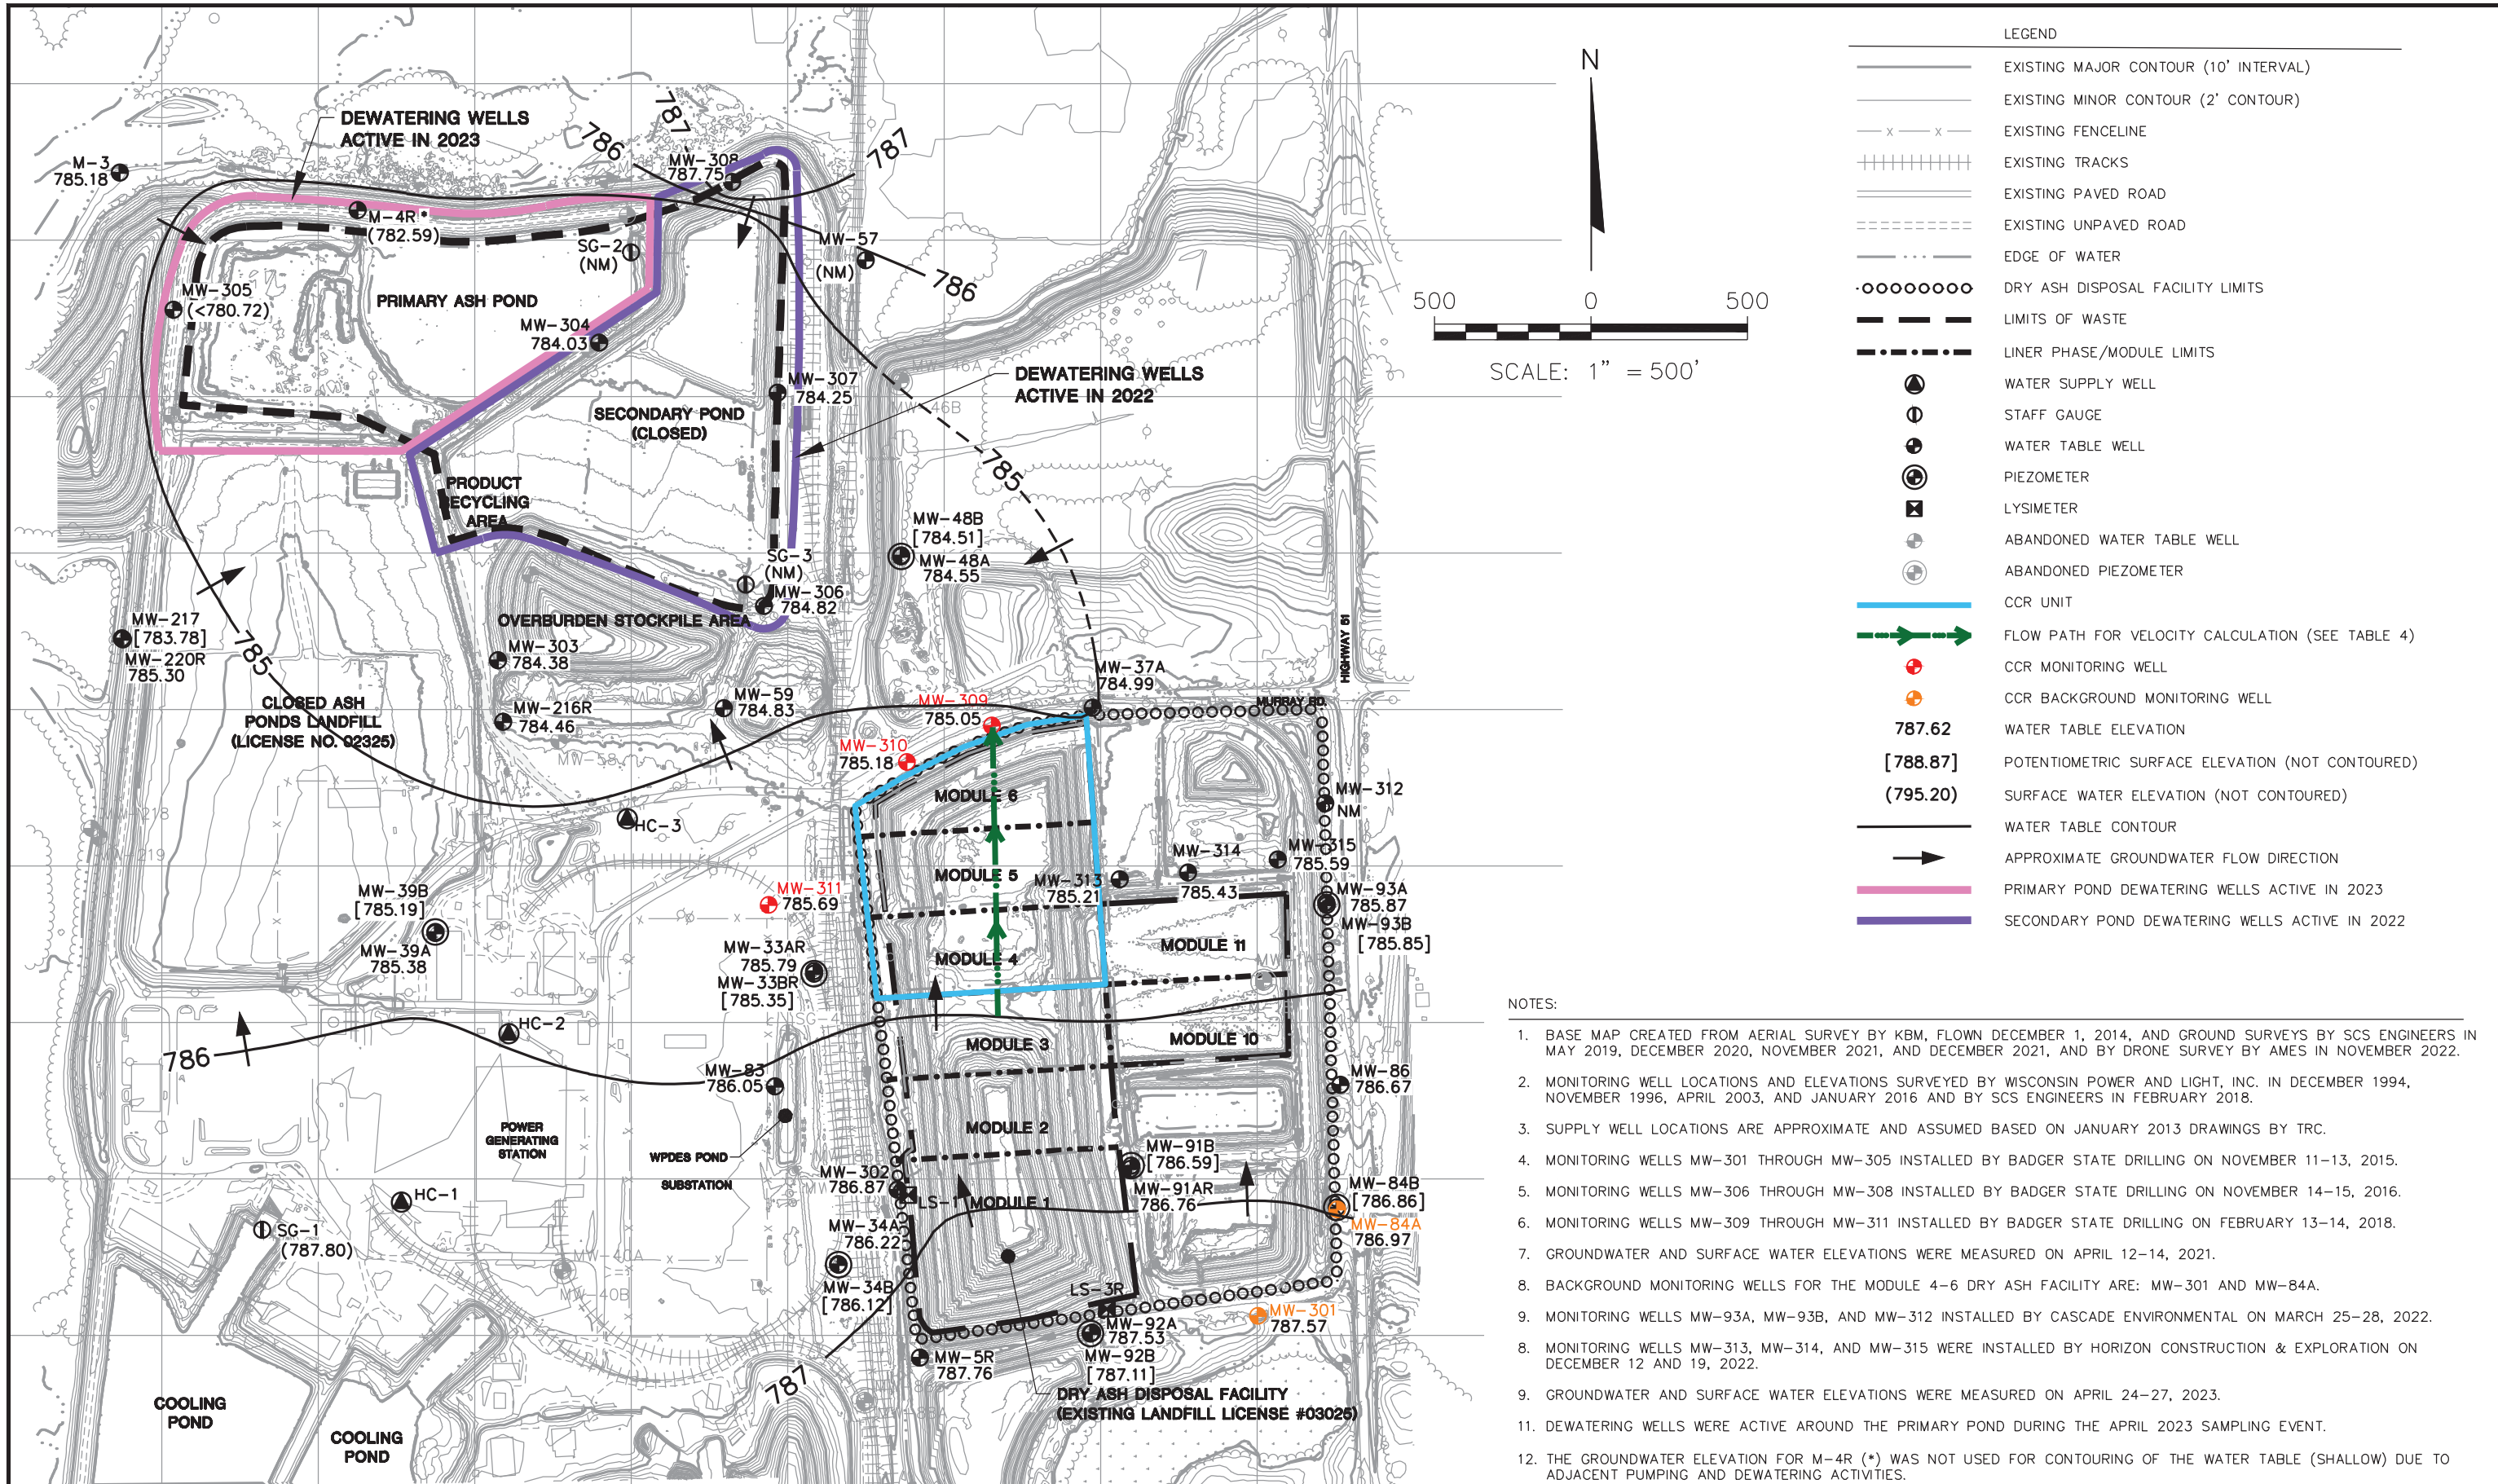 DEWATERING WELLS
ACTIVE IN 2023
787
786
787
M-3
785.18
MW-308
787.75
M-4R*
(782.59)
SG-2
(NM)
MW-57
(NM)
786
MW-305
(<780.72)
PRIMARY ASH POND
MW-304
784.03
MW-307
784.25
SECONDARY POND
(CLOSED)
MW-46A
MW-46B
DEWATERING WELLS
ACTIVE IN 2022
785
PRODUCT
RECYCLING
AREA
MW-48B
[784.51]
MW-48A
784.55
SG-3
(NM)
MW-306
784.82
OVERBURDEN STOCKPILE AREA
MW-217
[783.78]
MW-220R
785.30
785
MW-303
784.38
MW-37A
784.99
HIGHWAY 51
MURRAY RD.
CLOSED ASH
PONDS LANDFILL
(LICENSE NO. 02325)
MW-216R
784.46
MW-59
784.83
MW-309
785.05
MW-310
785.18
MW-58
MODULE 6
MW-312
NM
MW-218
MW-219
HC-3
MW-314
785.43
MW-315
785.59
MODULE 5
MW-313
785.21
MW-39B
[785.19]
MW-39A
785.38
MW-311
785.69
MW-93A
785.87
MW-93B
[785.85]
MW-33AR
785.79
MW-33BR
[785.35]
MODULE 4
MODULE 11
HC-2
786
MODULE 3
MODULE 10
MW-83
786.05
MW-86
786.67
POWER
GENERATING
STATION
MODULE 2
WPDES POND
SUBSTATION
MW-91B
[786.59]
MW-91AR
786.76
MW-302
786.87
LS-1
MODULE 1
HC-1
MW-84B
[786.86]
MW-84A
786.97
SG-1
(787.80)
MW-34A
786.22
MW-34B
[786.12]
MW-40A
MW-40B
LS-3R
MW-301
787.57
MW-92A
787.53
MW-92B
[787.11]
MW-5R
787.76
787
DRY ASH DISPOSAL FACILITY
(EXISTING LANDFILL LICENSE #03025)
COOLING
POND
COOLING
POND
N
500 0 500
SCALE: 1" = 500'
LEGEND
EXISTING MAJOR CONTOUR (10' INTERVAL)
EXISTING MINOR CONTOUR (2' CONTOUR)
EXISTING FENCELINE
EXISTING TRACKS
EXISTING PAVED ROAD
EXISTING UNPAVED ROAD
EDGE OF WATER
DRY ASH DISPOSAL FACILITY LIMITS
LIMITS OF WASTE
LINER PHASE/MODULE LIMITS
WATER SUPPLY WELL
STAFF GAUGE
WATER TABLE WELL
PIEZOMETER
LYSIMETER
ABANDONED WATER TABLE WELL
ABANDONED PIEZOMETER
CCR UNIT
FLOW PATH FOR VELOCITY CALCULATION (SEE TABLE 4)
CCR MONITORING WELL
CCR BACKGROUND MONITORING WELL
787.62 WATER TABLE ELEVATION
[788.87] POTENTIOMETRIC SURFACE ELEVATION (NOT CONTOURED)
(795.20) SURFACE WATER ELEVATION (NOT CONTOURED)
WATER TABLE CONTOUR
APPROXIMATE GROUNDWATER FLOW DIRECTION
PRIMARY POND DEWATERING WELLS ACTIVE IN 2023
SECONDARY POND DEWATERING WELLS ACTIVE IN 2022
NOTES:
1. BASE MAP CREATED FROM AERIAL SURVEY BY KBM, FLOWN DECEMBER 1, 2014, AND GROUND SURVEYS BY SCS ENGINEERS IN
MAY 2019, DECEMBER 2020, NOVEMBER 2021, AND DECEMBER 2021, AND BY DRONE SURVEY BY AMES IN NOVEMBER 2022.
2. MONITORING WELL LOCATIONS AND ELEVATIONS SURVEYED BY WISCONSIN POWER AND LIGHT, INC. IN DECEMBER 1994,
NOVEMBER 1996, APRIL 2003, AND JANUARY 2016 AND BY SCS ENGINEERS IN FEBRUARY 2018.
3. SUPPLY WELL LOCATIONS ARE APPROXIMATE AND ASSUMED BASED ON JANUARY 2013 DRAWINGS BY TRC.
4. MONITORING WELLS MW-301 THROUGH MW-305 INSTALLED BY BADGER STATE DRILLING ON NOVEMBER 11-13, 2015.
5. MONITORING WELLS MW-306 THROUGH MW-308 INSTALLED BY BADGER STATE DRILLING ON NOVEMBER 14-15, 2016.
6. MONITORING WELLS MW-309 THROUGH MW-311 INSTALLED BY BADGER STATE DRILLING ON FEBRUARY 13-14, 2018.
7. GROUNDWATER AND SURFACE WATER ELEVATIONS WERE MEASURED ON APRIL 12-14, 2021.
8. BACKGROUND MONITORING WELLS FOR THE MODULE 4-6 DRY ASH FACILITY ARE: MW-301 AND MW-84A.
9. MONITORING WELLS MW-93A, MW-93B, AND MW-312 INSTALLED BY CASCADE ENVIRONMENTAL ON MARCH 25-28, 2022.
8. MONITORING WELLS MW-313, MW-314, AND MW-315 WERE INSTALLED BY HORIZON CONSTRUCTION & EXPLORATION ON
DECEMBER 12 AND 19, 2022.
9. GROUNDWATER AND SURFACE WATER ELEVATIONS WERE MEASURED ON APRIL 24-27, 2023.
11. DEWATERING WELLS WERE ACTIVE AROUND THE PRIMARY POND DURING THE APRIL 2023 SAMPLING EVENT.
12. THE GROUNDWATER ELEVATION FOR M-4R (*) WAS NOT USED FOR CONTOURING OF THE WATER TABLE (SHALLOW) DUE TO
ADJACENT PUMPING AND DEWATERING ACTIVITIES.